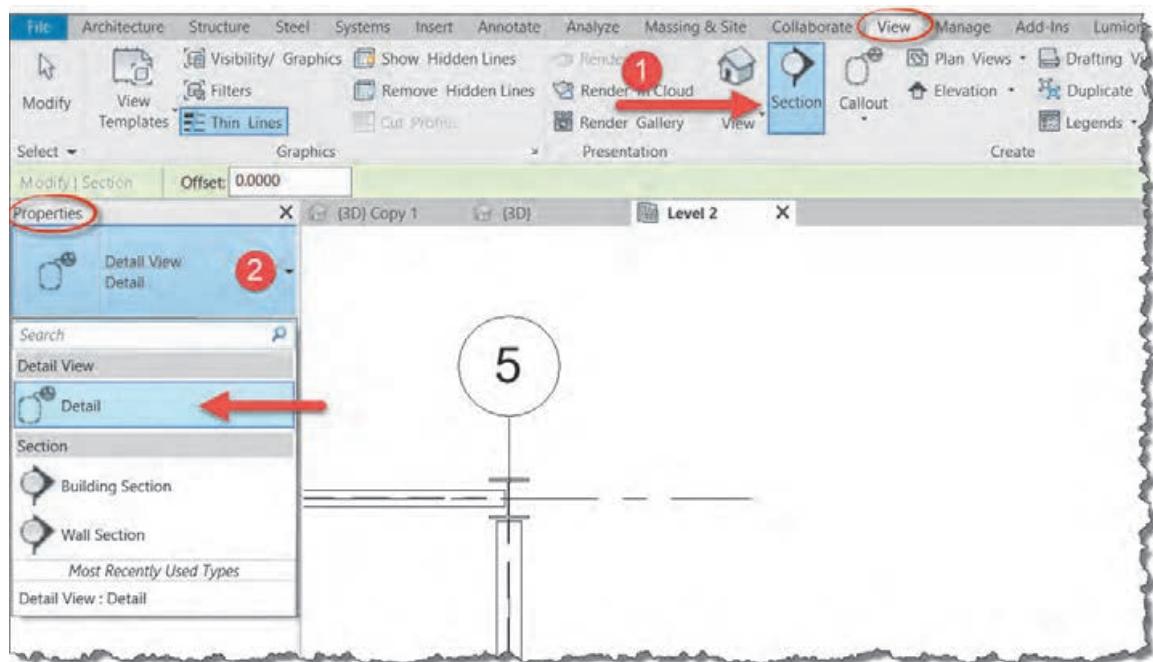 File Architecture Structure Steel Systems Insert Annotate Analyze Massing & Site Collaborate View Manage Add-Ins
Visibility/ Graphics Show Hidden Lines 1 Plan Views
Filters Remove Hidden Lines Render in Cloud Elevation Duplicate
Modify View Templates Thin Lines Cut Profile Render Gallery View Section Callout Legends
Select Graphics Presentation Create
Modify | Section Offset: 0.0000
Properties X {3D} Copy 1 {3D} Level 2 X
Detail View
Detail
2
Search
Detail View
Detail
Section
Building Section
Wall Section
Most Recently Used Types
Detail View : Detail
5